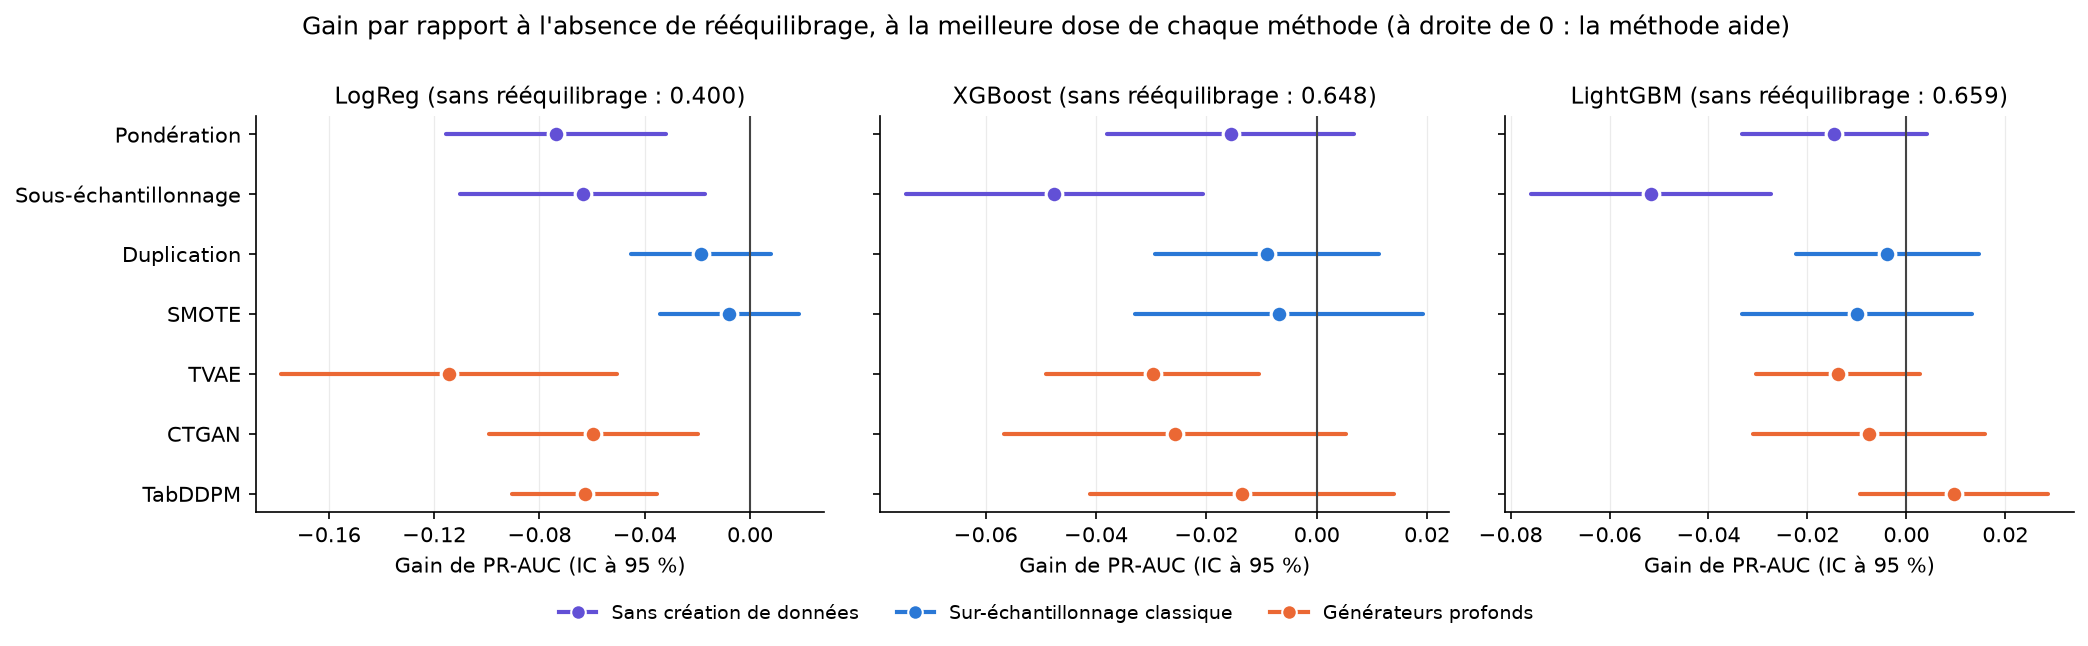 Gain par rapport à l'absence de rééquilibrage, à la meilleure dose de chaque méthode (à droite de 0 : la méthode aide)
LogReg (sans rééquilibrage : 0.400)
XGBoost (sans rééquilibrage : 0.648)
LightGBM (sans rééquilibrage : 0.659)
Pondération
Sous-échantillonnage
Duplication
SMOTE
TVAE
CTGAN
TabDDPM
−0.16 −0.12 −0.08 −0.04 0.00
−0.06 −0.04 −0.02 0.00 0.02
−0.08 −0.06 −0.04 −0.02 0.00 0.02
Gain de PR-AUC (IC à 95 %)
Gain de PR-AUC (IC à 95 %)
Gain de PR-AUC (IC à 95 %)
Sans création de données
Sur-échantillonnage classique
Générateurs profonds